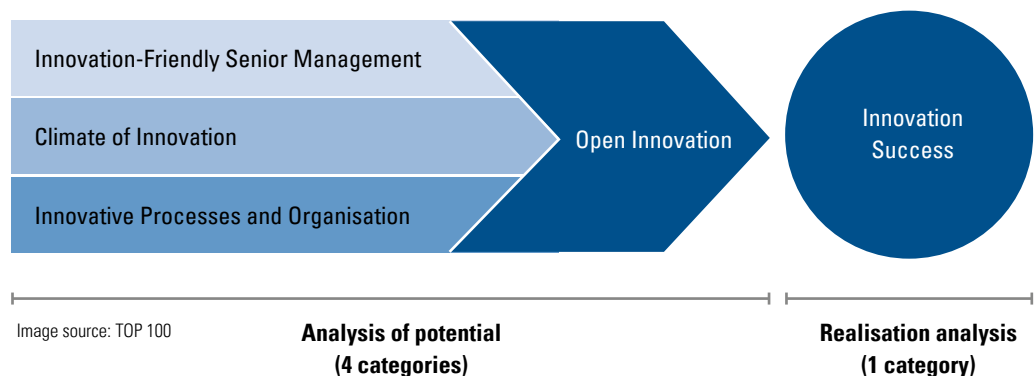 Innovation-Friendly Senior Management
Climate of Innovation
Innovative Processes and Organisation
Open Innovation
Innovation
Success
Image source: TOP 100
Analysis of potential
(4 categories)
Realisation analysis
(1 category)